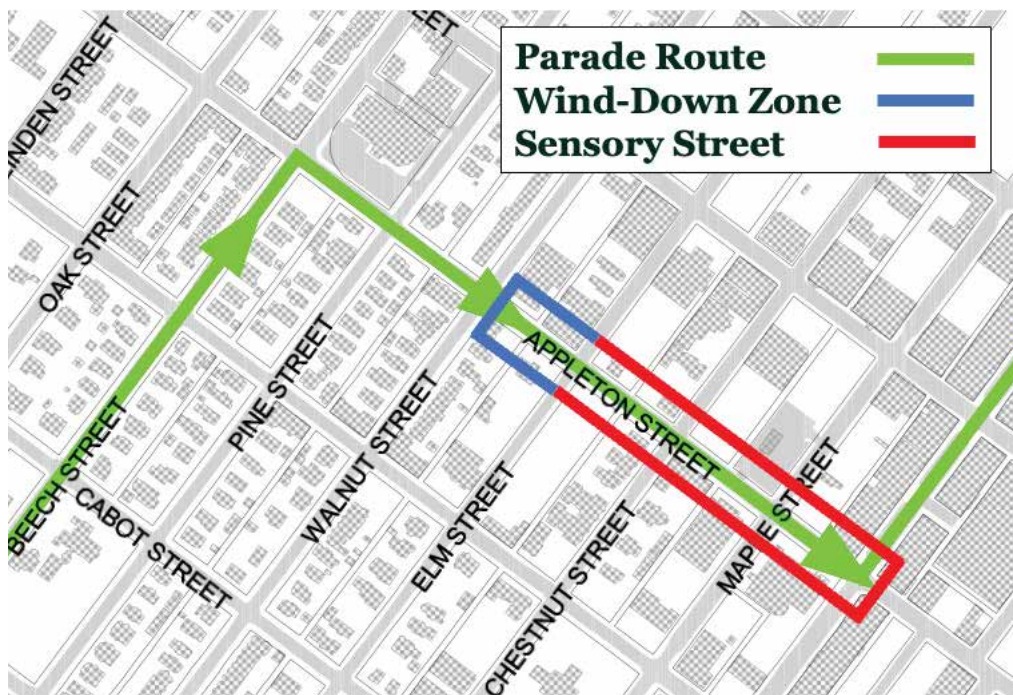 STREET
Parade Route
Wind-Down Zone
Sensory Street
OAK STREET
PINE STREET
APPLETON STREET
BEECH STREET
WALNUT STREET
CABOT STREET
ELM STREET
MAPLE STREET
CHESTNUT STREET